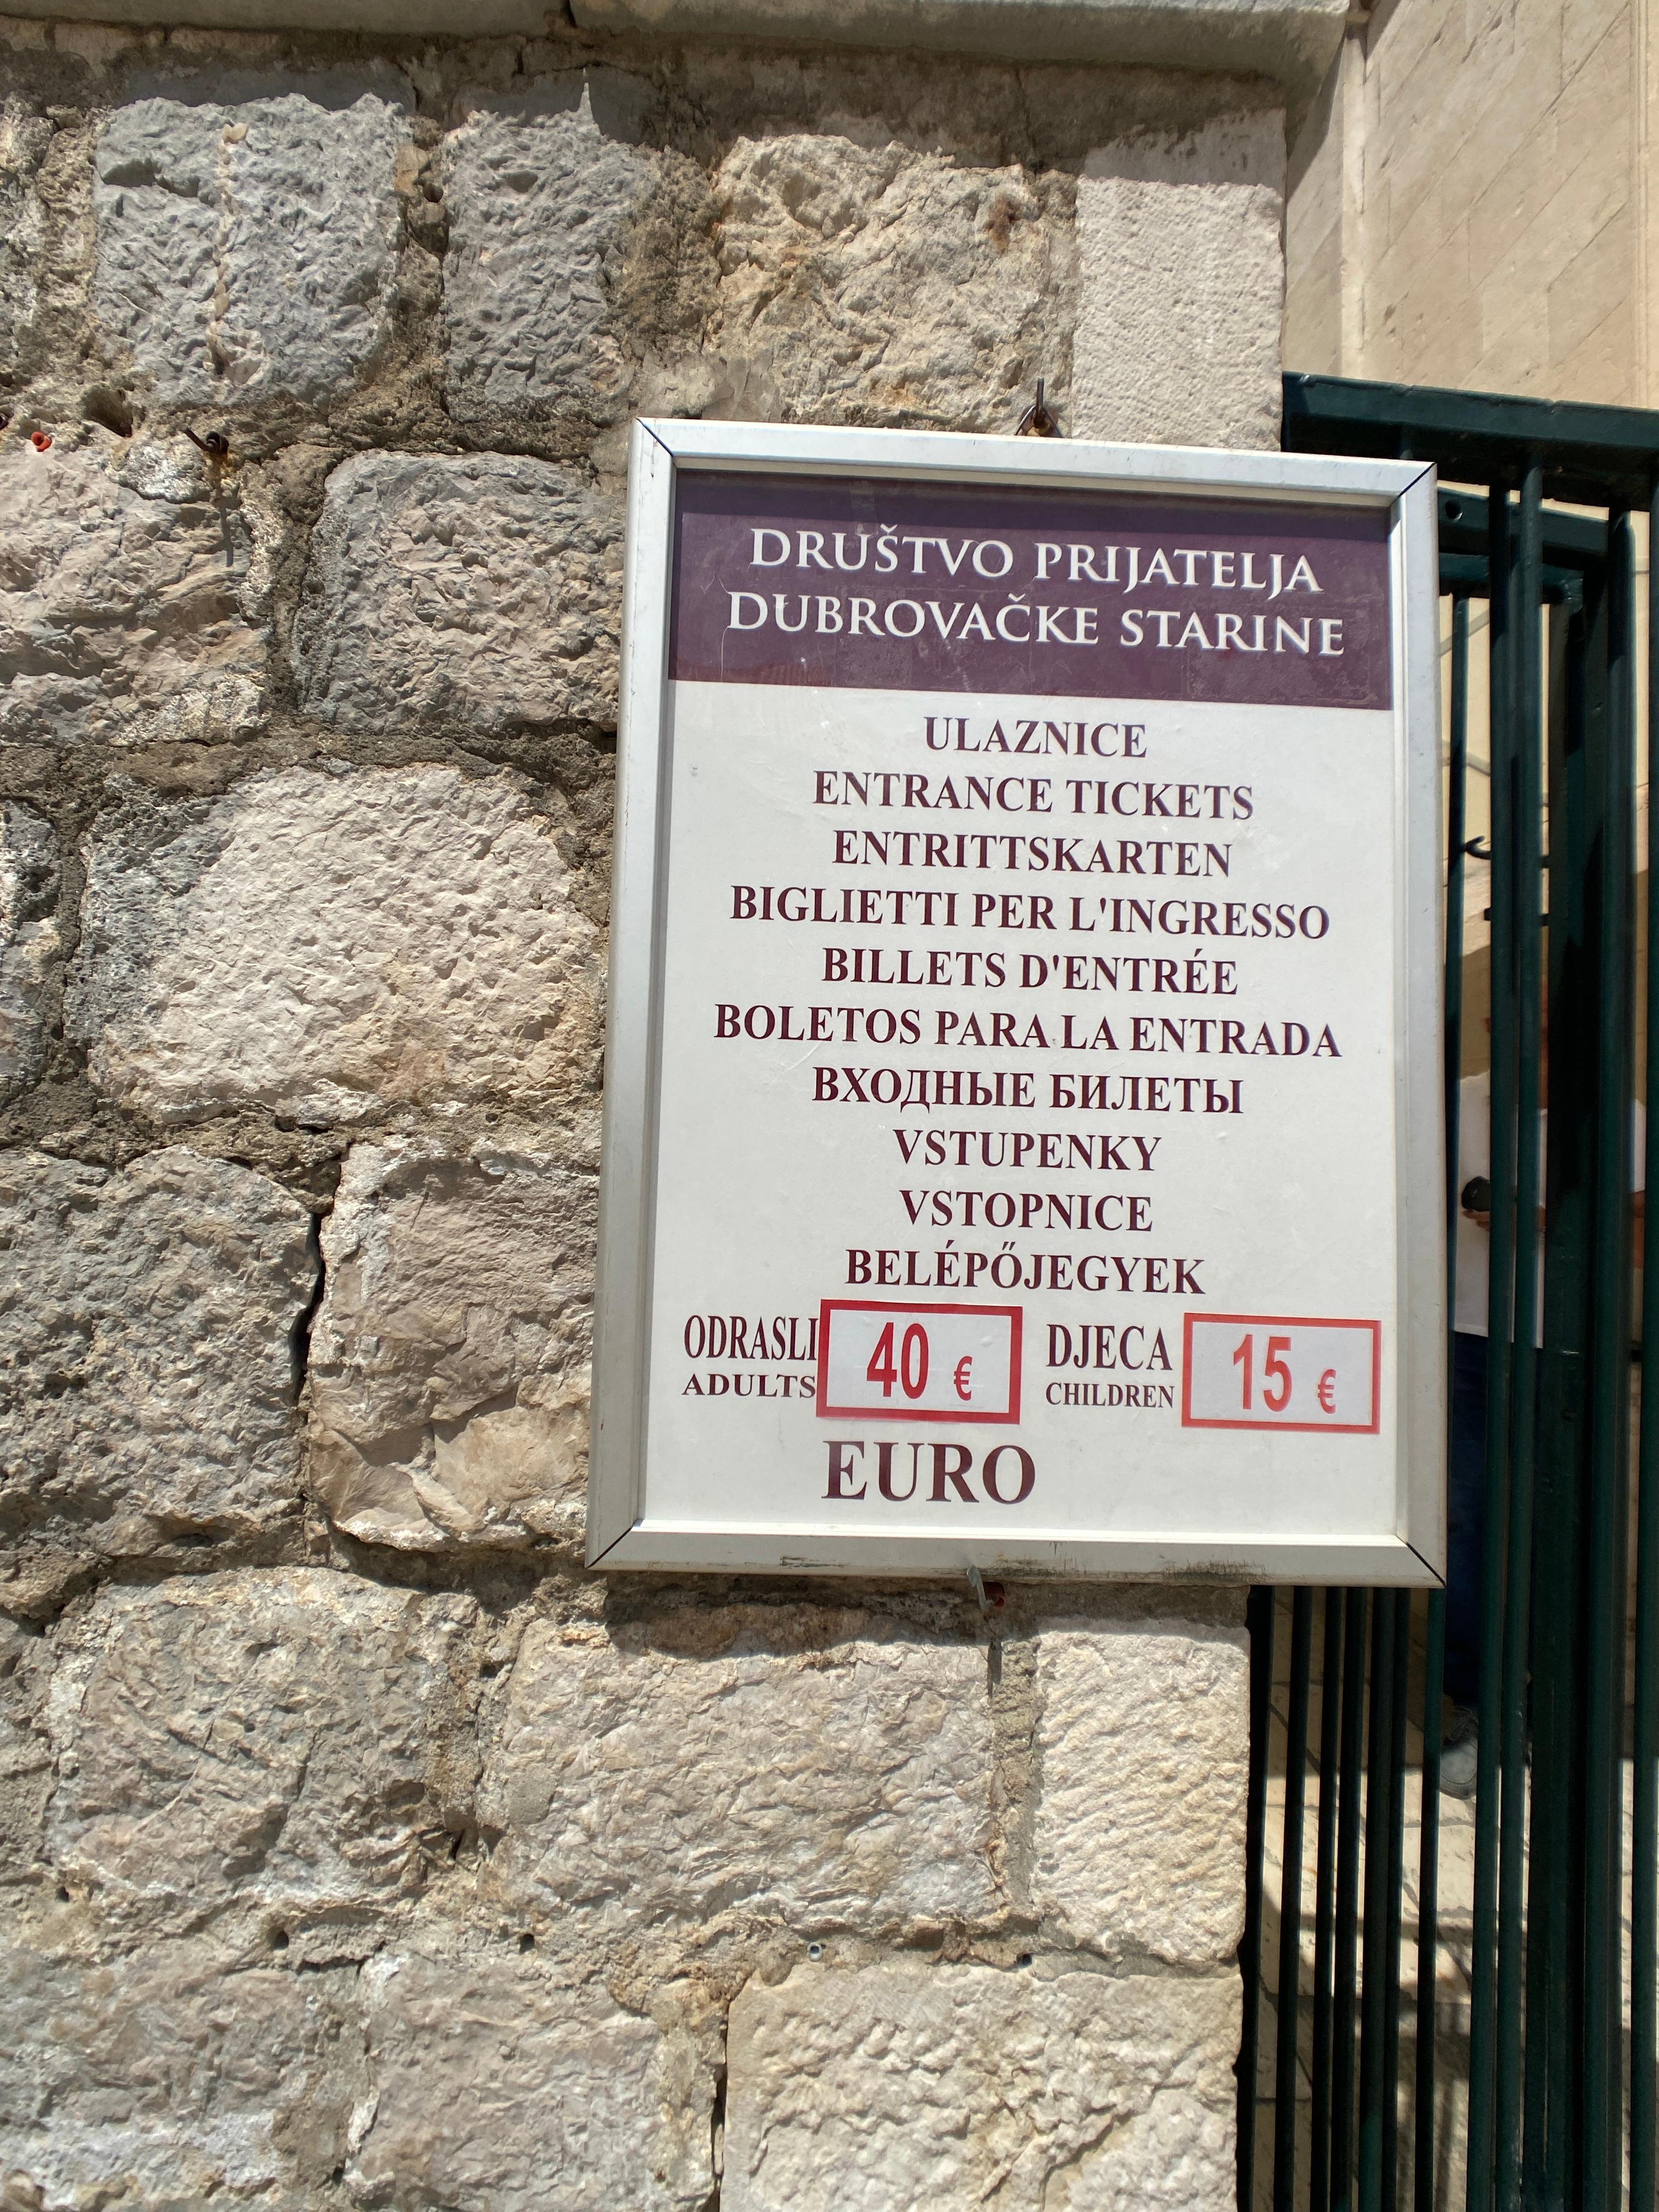 DRUŠTVO PRIJATELJA
DUBROVAČKE STARINE
ULAZNICE
ENTRANCE TICKETS
ENTRITTSKARTEN
BIGLIETTI PER L'INGRESSO
BILLETS D'ENTRÉE
BOLETOS PARA LA ENTRADA
ВХОДНЫЕ БИЛЕТЫ
VSTUPENKY
VSTOPNICE
BELÉPŐJEGYEK
ODRASLI 40 € DJECA 15 €
ADULTS CHILDREN
EURO